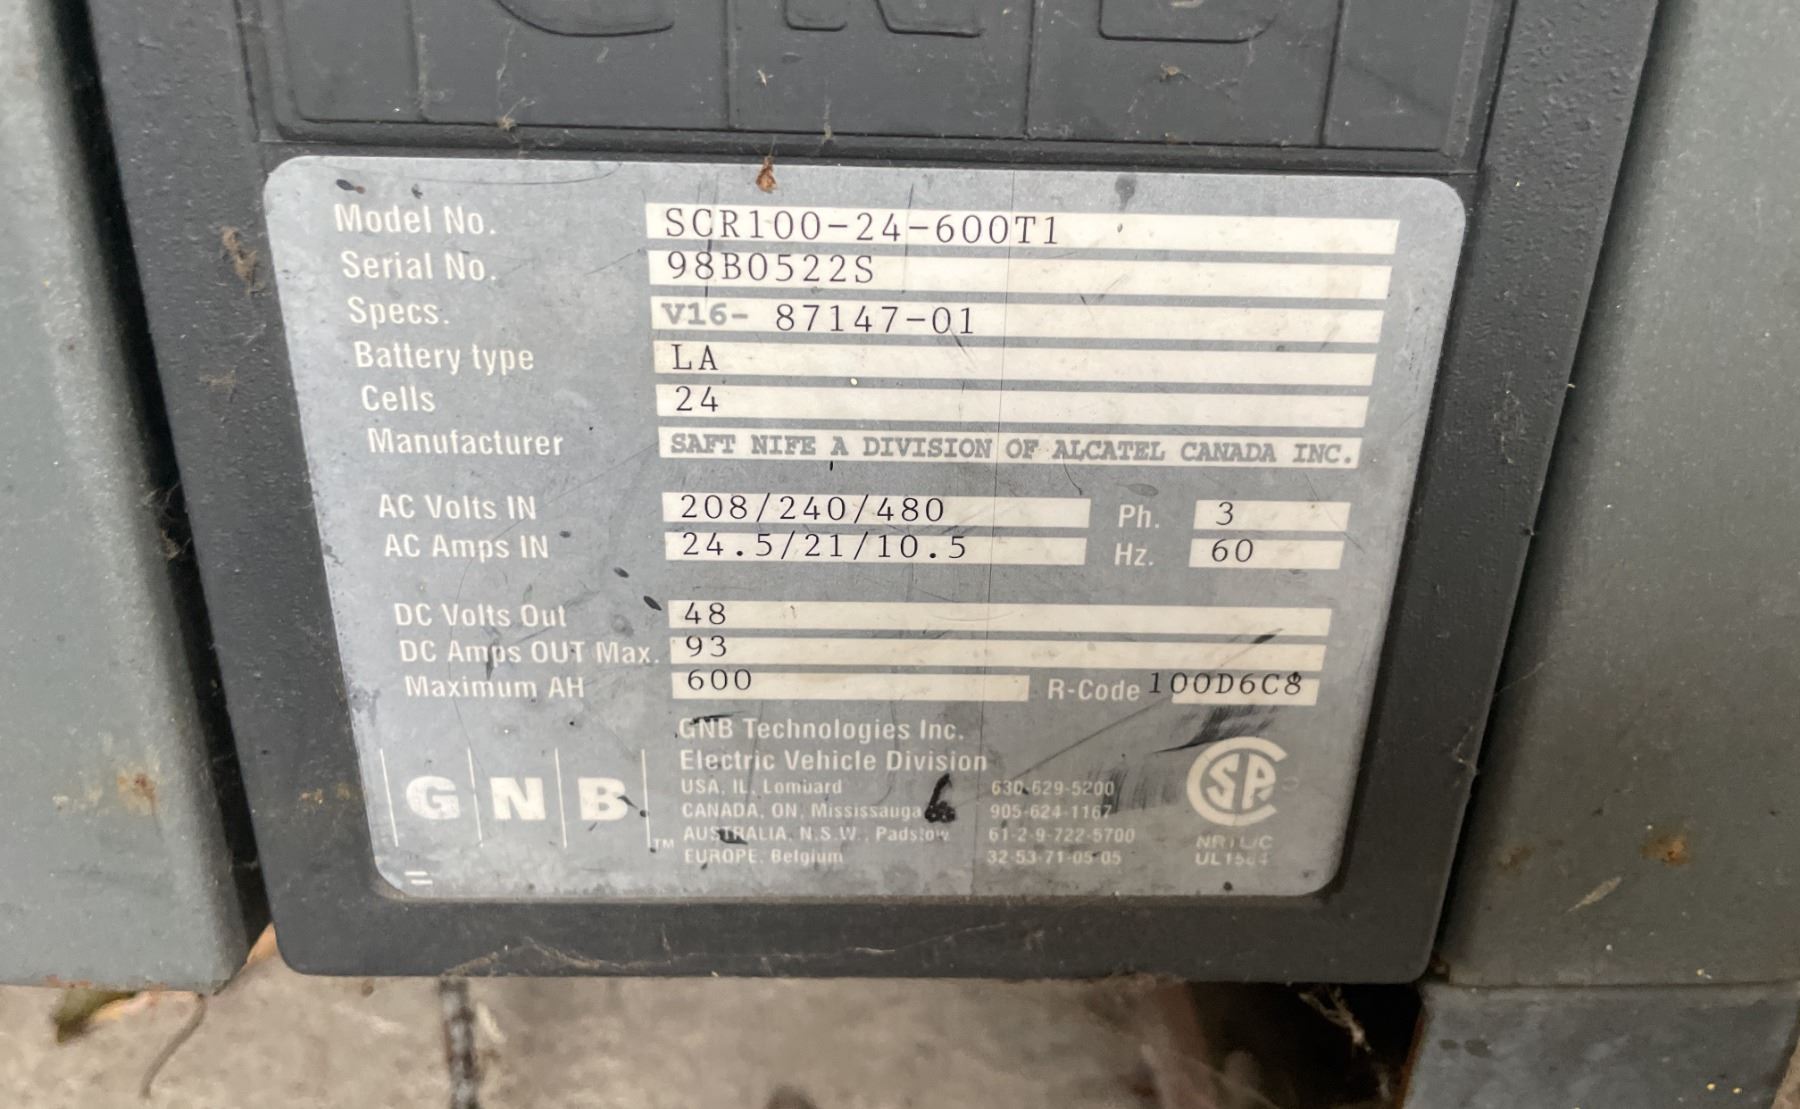 GNB
Model No. SCR100-24-600T1
Serial No. 98B0522S
Specs. V16- 87147-01
Battery type LA
Cells 24
Manufacturer SAFT NIFE A DIVISION OF ALCATEL CANADA INC.
AC Volts IN 208/240/480 Ph. 3
AC Amps IN 24.5/21/10.5 Hz. 60
DC Volts Out 48
DC Amps OUT Max. 93
Maximum AH 600 R-Code 100D6C8
GNB Technologies Inc.
Electric Vehicle Division
USA, IL, Lombard 630-629-5200
CANADA, ON, Mississauga 905-624-1167
AUSTRALIA, N.S.W., Padstow 61-2-9-722-5700
EUROPE, Belgium 32-53-71-05-05
GNB TM
SA
NRTL/C
UL1564